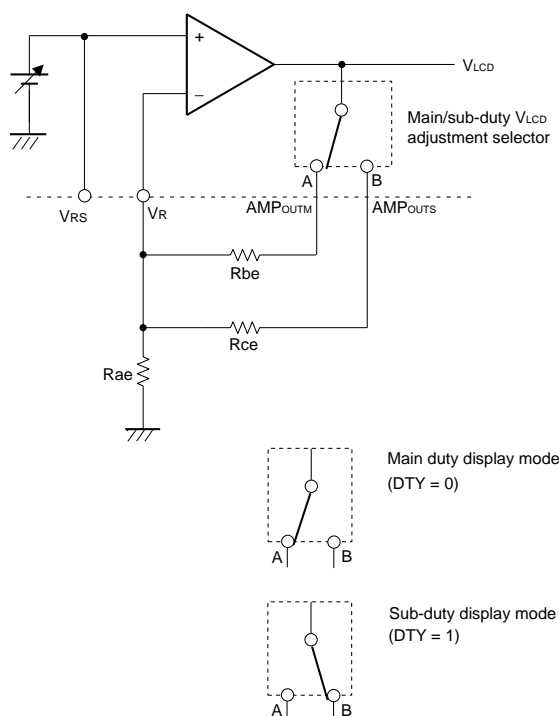 +
−
VLCD
Main/sub-duty VLCD
adjustment selector
A
B
VRS
VR
AMPOUTM
AMPOUTS
Rbe
Rce
Rae
Main duty display mode
(DTY = 0)
A
B
Sub-duty display mode
(DTY = 1)
A
B